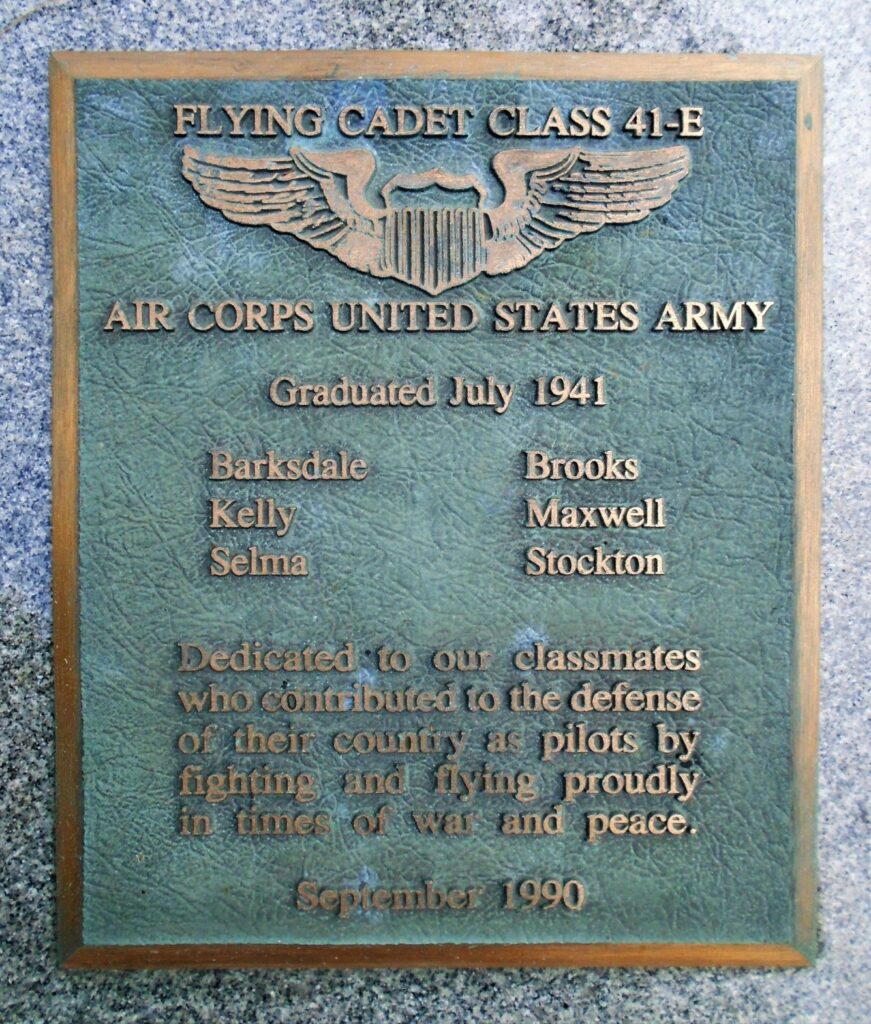 FLYING CADET CLASS 41-E
AIR CORPS UNITED STATES ARMY
Graduated July 1941
Barksdale Brooks
Kelly Maxwell
Selma Stockton
Dedicated to our classmates
who contributed to the defense
of their country as pilots by
fighting and flying proudly
in times of war and peace.
September 1990